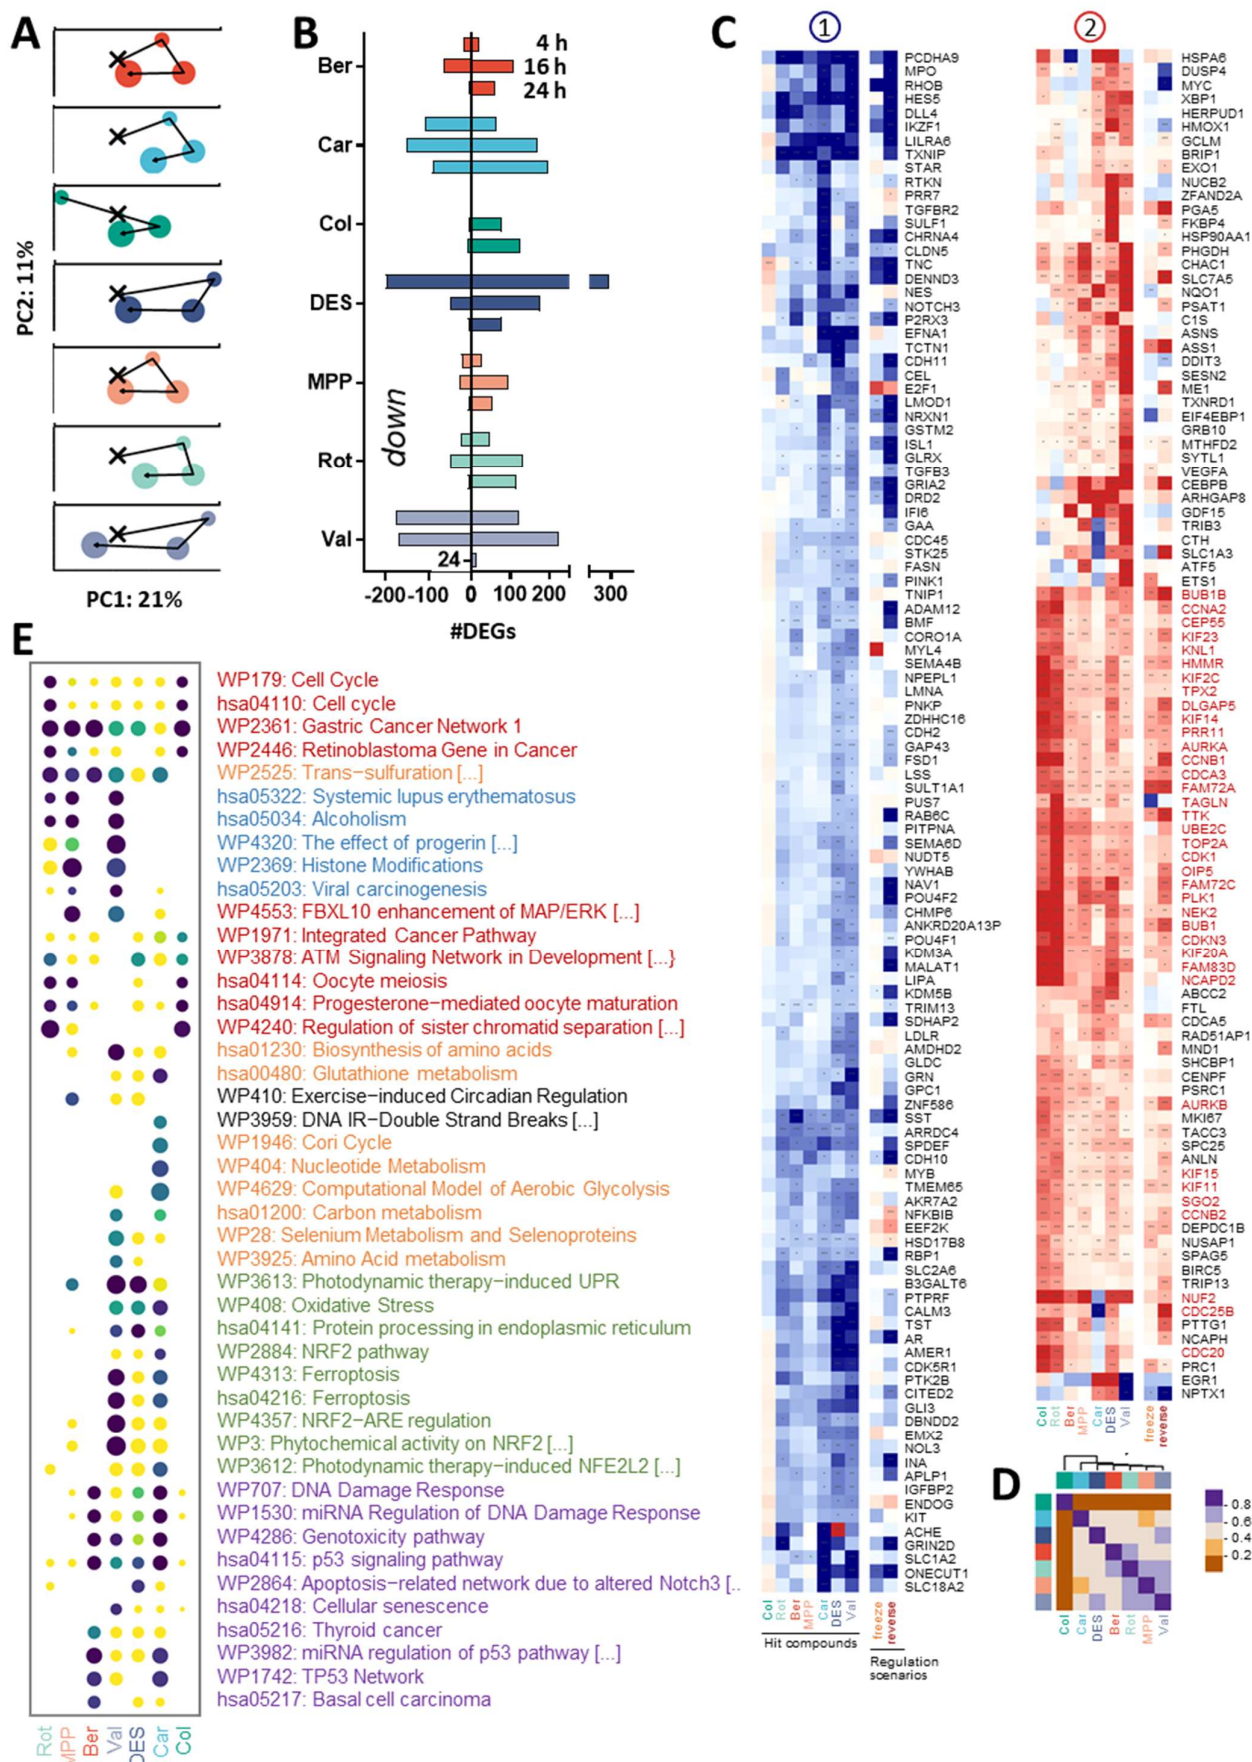 A
PC2: 11%
PC1: 21%
B
4 h
16 h
24 h
Ber
Car
Col
DES
MPP
Rot
Val
down
24
-200
-100
0
100
200
300
#DEGs
C
1
PCDHA9
MPO
RHOB
HES5
DLL4
IKZF1
LILRA6
TXNIP
STAR
RTKN
PRR7
TGFBR2
SULF1
CHRNA4
CLDN5
TNC
DENND3
NES
NOTCH3
P2RX3
EFNA1
TCTN1
CDH11
CEL
E2F1
LMOD1
NRXN1
GSTM2
ISL1
GLRX
TGFB3
GRIA2
DRD2
IFI6
GAA
CDC45
STK25
FASN
PINK1
TNIP1
ADAM12
BMF
CORO1A
MYL4
SEMA4B
NPEPL1
LMNA
PNKP
ZDHHC16
CDH2
GAP43
FSD1
LSS
SULT1A1
PUS7
RAB6C
PITPNA
SEMA6D
NUDT5
YWHAB
NAV1
POU4F2
CHMP6
ANKRD20A13P
POU4F1
KDM3A
MALAT1
LIPA
KDM5B
TRIM13
SDHAP2
LDLR
AMDHD2
GLDC
GRN
GPC1
ZNF586
SST
ARRDC4
SPDEF
CDH10
MYB
TMEM65
AKR7A2
NFKBIB
EEF2K
HSD17B8
RBP1
SLC2A6
B3GALT6
PTPRF
CALM3
TST
AR
AMER1
CDK5R1
PTK2B
CITED2
GLI3
DBNDD2
EMX2
NOL3
INA
APLP1
IGFBP2
ENDOG
KIT
ACHE
GRIN2D
SLC1A2
ONECUT1
SLC18A2
Col
Rot
Ber
MPP
Car
DES
Val
freeze
reverse
Hit compounds
Regulation
scenarios
2
HSPA6
DUSP4
MYC
XBP1
HERPUD1
HMOX1
GCLM
BRIP1
EXO1
NUCB2
ZFAND2A
PGA5
FKBP4
HSP90AA1
PHGDH
CHAC1
SLC7A5
NQO1
PSAT1
C1S
ASNS
ASS1
DDIT3
SESN2
ME1
TXNRD1
EIF4EBP1
GRB10
MTHFD2
SYTL1
VEGFA
CEBPB
ARHGAP8
GDF15
TRIB3
CTH
SLC1A3
ATF5
ETS1
BUB1B
CCNA2
CEP55
KIF23
KNL1
HMMR
KIF2C
TPX2
DLGAP5
KIF14
PRR11
AURKA
CCNB1
CDCA3
FAM72A
TAGLN
TTK
UBE2C
TOP2A
CDK1
OIP5
FAM72C
PLK1
NEK2
BUB1
CDKN3
KIF20A
FAM83D
NCAPD2
ABCC2
FTL
CDCA5
RAD51AP1
MND1
SHCBP1
CENPF
PSRC1
AURKB
MKI67
TACC3
SPC25
ANLN
KIF15
KIF11
SGO2
CCNB2
DEPDC1B
NUSAP1
SPAG5
BIRC5
TRIP13
NUF2
CDC25B
PTTG1
NCAPH
CDC20
PRC1
EGR1
NPTX1
Col
Rot
Ber
MPP
Car
DES
Val
freeze
reverse
D
0.8
0.6
0.4
0.2
Col
Car
DES
Ber
Rot
MPP
Val
E
WP179: Cell Cycle
hsa04110: Cell cycle
WP2361: Gastric Cancer Network 1
WP2446: Retinoblastoma Gene in Cancer
WP2525: Trans−sulfuration [...]
hsa05322: Systemic lupus erythematosus
hsa05034: Alcoholism
WP4320: The effect of progerin [...]
WP2369: Histone Modifications
hsa05203: Viral carcinogenesis
WP4553: FBXL10 enhancement of MAP/ERK [...]
WP1971: Integrated Cancer Pathway
WP3878: ATM Signaling Network in Development [...}
hsa04114: Oocyte meiosis
hsa04914: Progesterone−mediated oocyte maturation
WP4240: Regulation of sister chromatid separation [...]
hsa01230: Biosynthesis of amino acids
hsa00480: Glutathione metabolism
WP410: Exercise−induced Circadian Regulation
WP3959: DNA IR−Double Strand Breaks [...]
WP1946: Cori Cycle
WP404: Nucleotide Metabolism
WP4629: Computational Model of Aerobic Glycolysis
hsa01200: Carbon metabolism
WP28: Selenium Metabolism and Selenoproteins
WP3925: Amino Acid metabolism
WP3613: Photodynamic therapy−induced UPR
WP408: Oxidative Stress
hsa04141: Protein processing in endoplasmic reticulum
WP2884: NRF2 pathway
WP4313: Ferroptosis
hsa04216: Ferroptosis
WP4357: NRF2−ARE regulation
WP3: Phytochemical activity on NRF2 [...]
WP3612: Photodynamic therapy−induced NFE2L2 [...]
WP707: DNA Damage Response
WP1530: miRNA Regulation of DNA Damage Response
WP4286: Genotoxicity pathway
hsa04115: p53 signaling pathway
WP2864: Apoptosis−related network due to altered Notch3 [..
hsa04218: Cellular senescence
hsa05216: Thyroid cancer
WP3982: miRNA regulation of p53 pathway [...]
WP1742: TP53 Network
hsa05217: Basal cell carcinoma
Rot
MPP
Ber
Val
DES
Car
Col